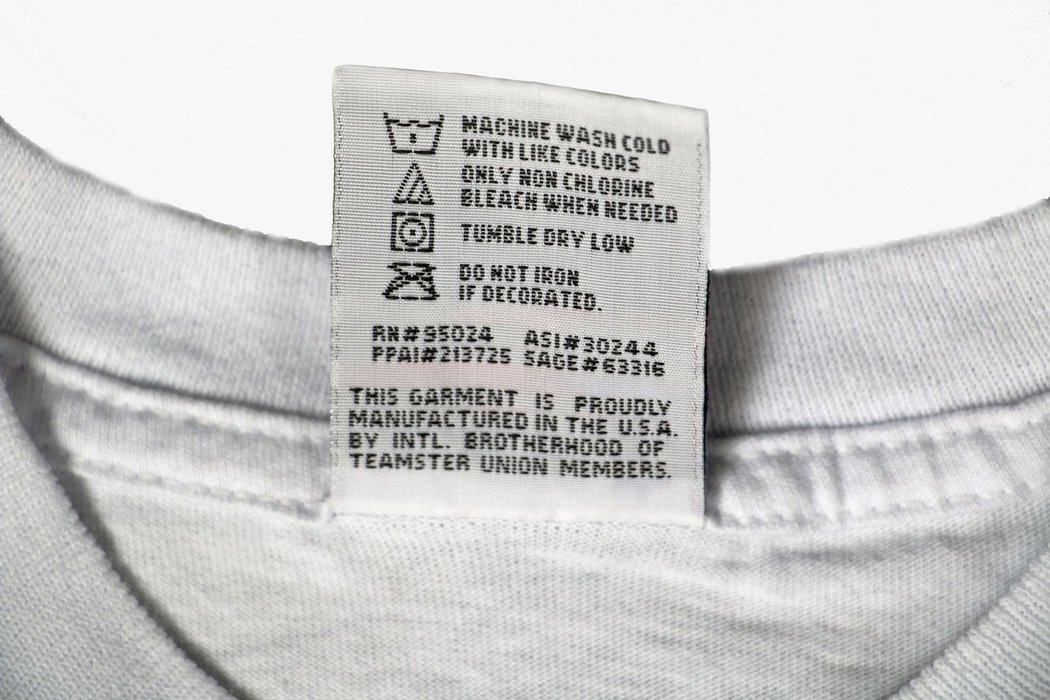 MACHINE WASH COLD
WITH LIKE COLORS
ONLY NON CHLORINE
BLEACH WHEN NEEDED
TUMBLE DRY LOW
DO NOT IRON
IF DECORATED.
RN#95024 ASI#30244
PPAI#213725 SAGE#63316
THIS GARMENT IS PROUDLY
MANUFACTURED IN THE U.S.A.
BY INTL. BROTHERHOOD OF
TEAMSTER UNION MEMBERS.